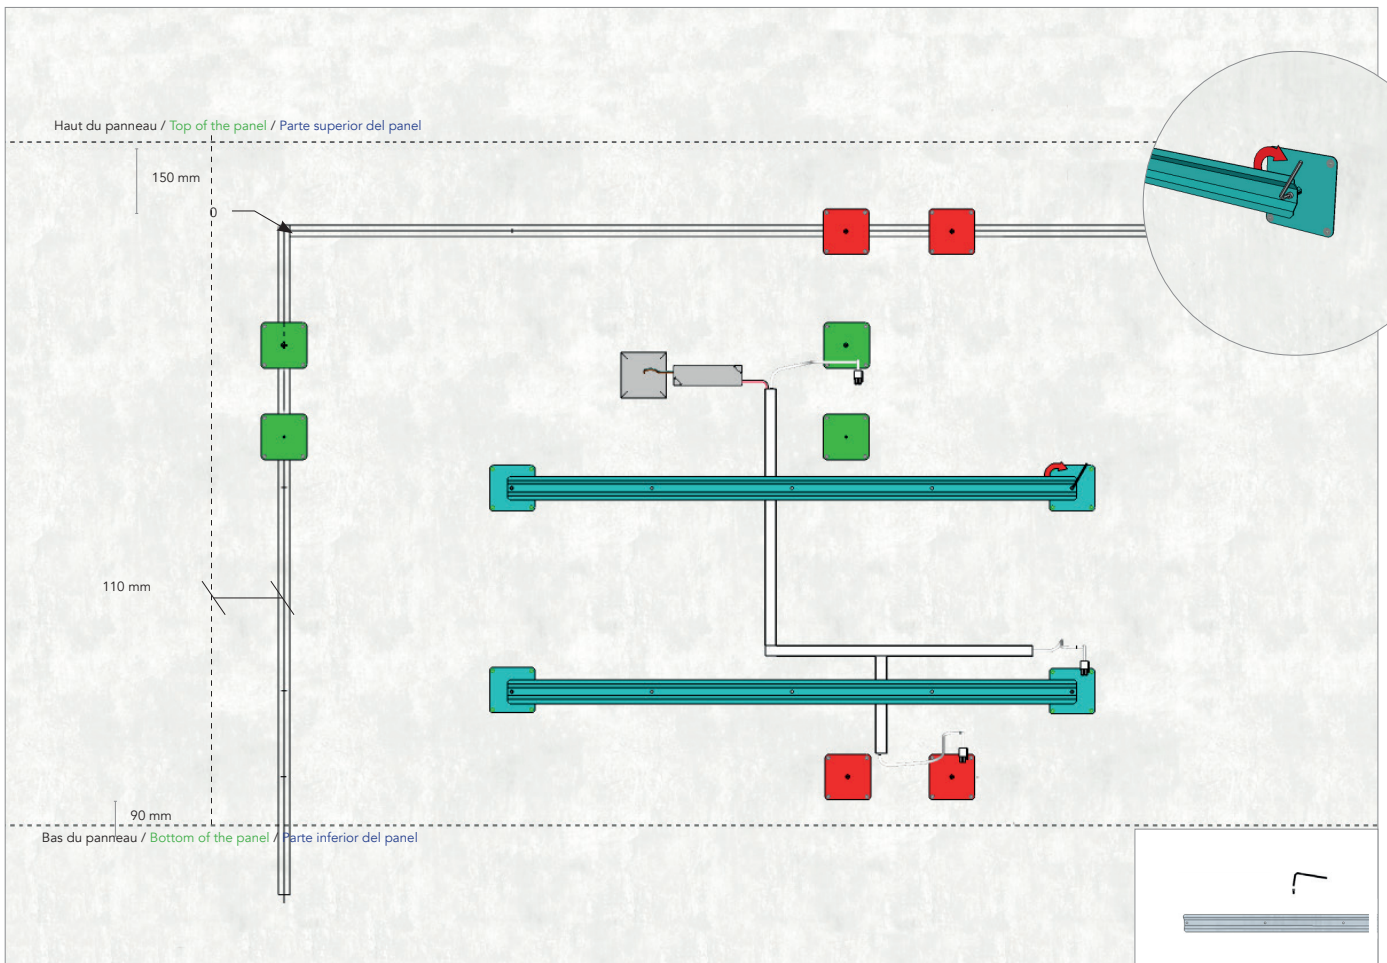 Haut du panneau / Top of the panel / Parte superior del panel
150 mm
0
110 mm
90 mm
Bas du panneau / Bottom of the panel / Parte inferior del panel